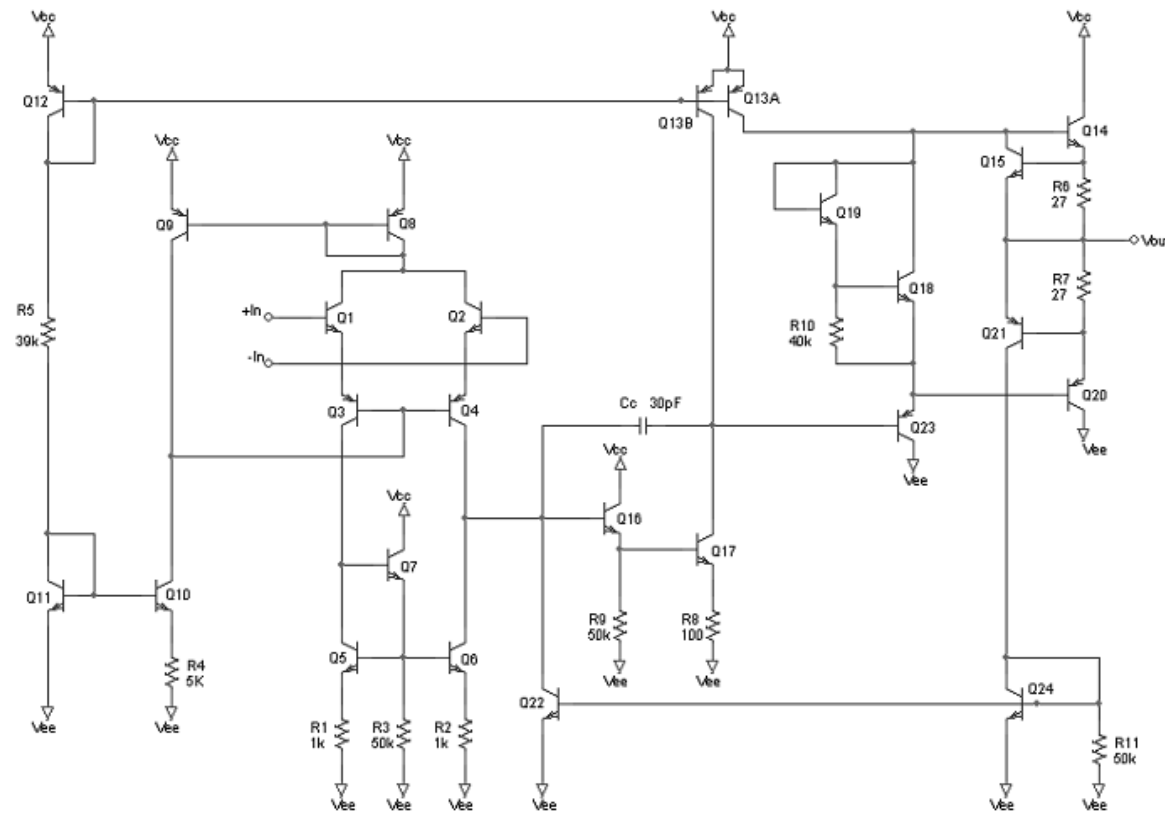 Vcc
Vcc
Vcc
Q12
Q13B
Q13A
Q14
Vcc
Vcc
Q15
R6
27
Q9
Q8
Q19
Vou
R5
39k
+In
Q1
Q2
-In
Q18
R10
40k
R7
27
Q21
Q3
Q4
Cc 30pF
Q23
Q20
Vee
Vee
Vcc
Vcc
Q16
Q7
Q17
Q11
Q10
R9
50k
R8
100
R4
5K
Q5
Q6
Vee
Vee
Q22
Q24
Vee
Vee
R1
1k
R3
50k
R2
1k
R11
50k
Vee
Vee
Vee
Vee
Vee
Vee